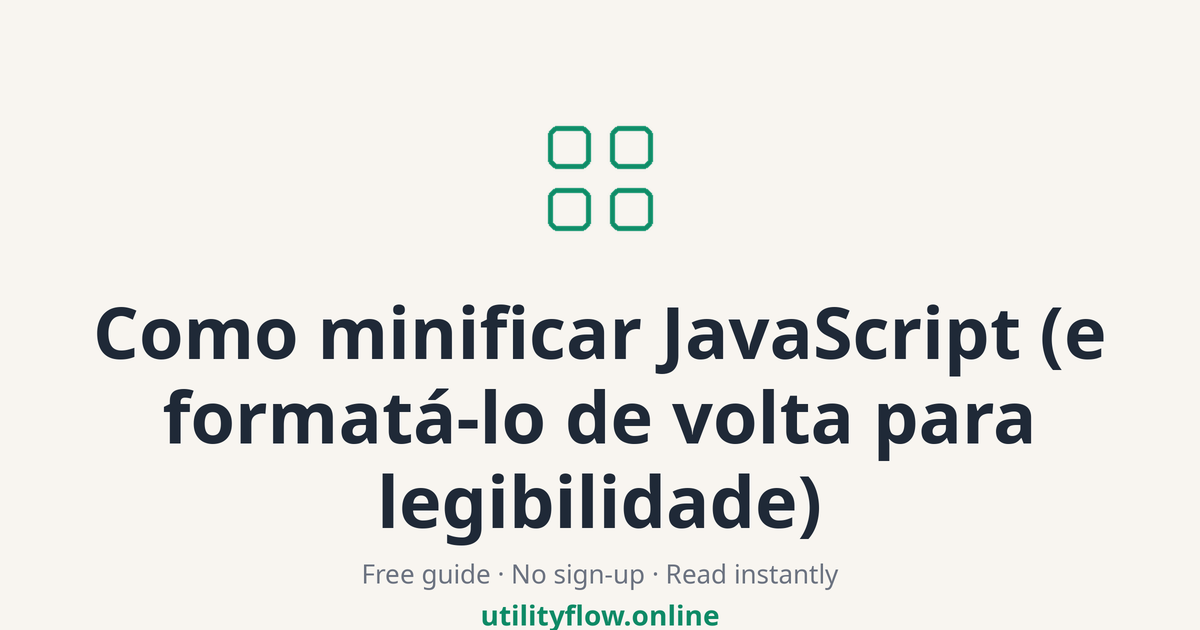 Como minificar JavaScript (e
formatá-lo de volta para
legibilidade)
Free guide · No sign-up · Read instantly
utilityflow.online